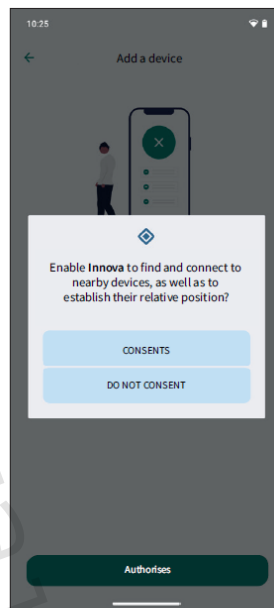 10:25
Add a device
Enable Innova to find and connect to
nearby devices, as well as to
establish their relative position?
CONSENTS
DO NOT CONSENT
Authorises